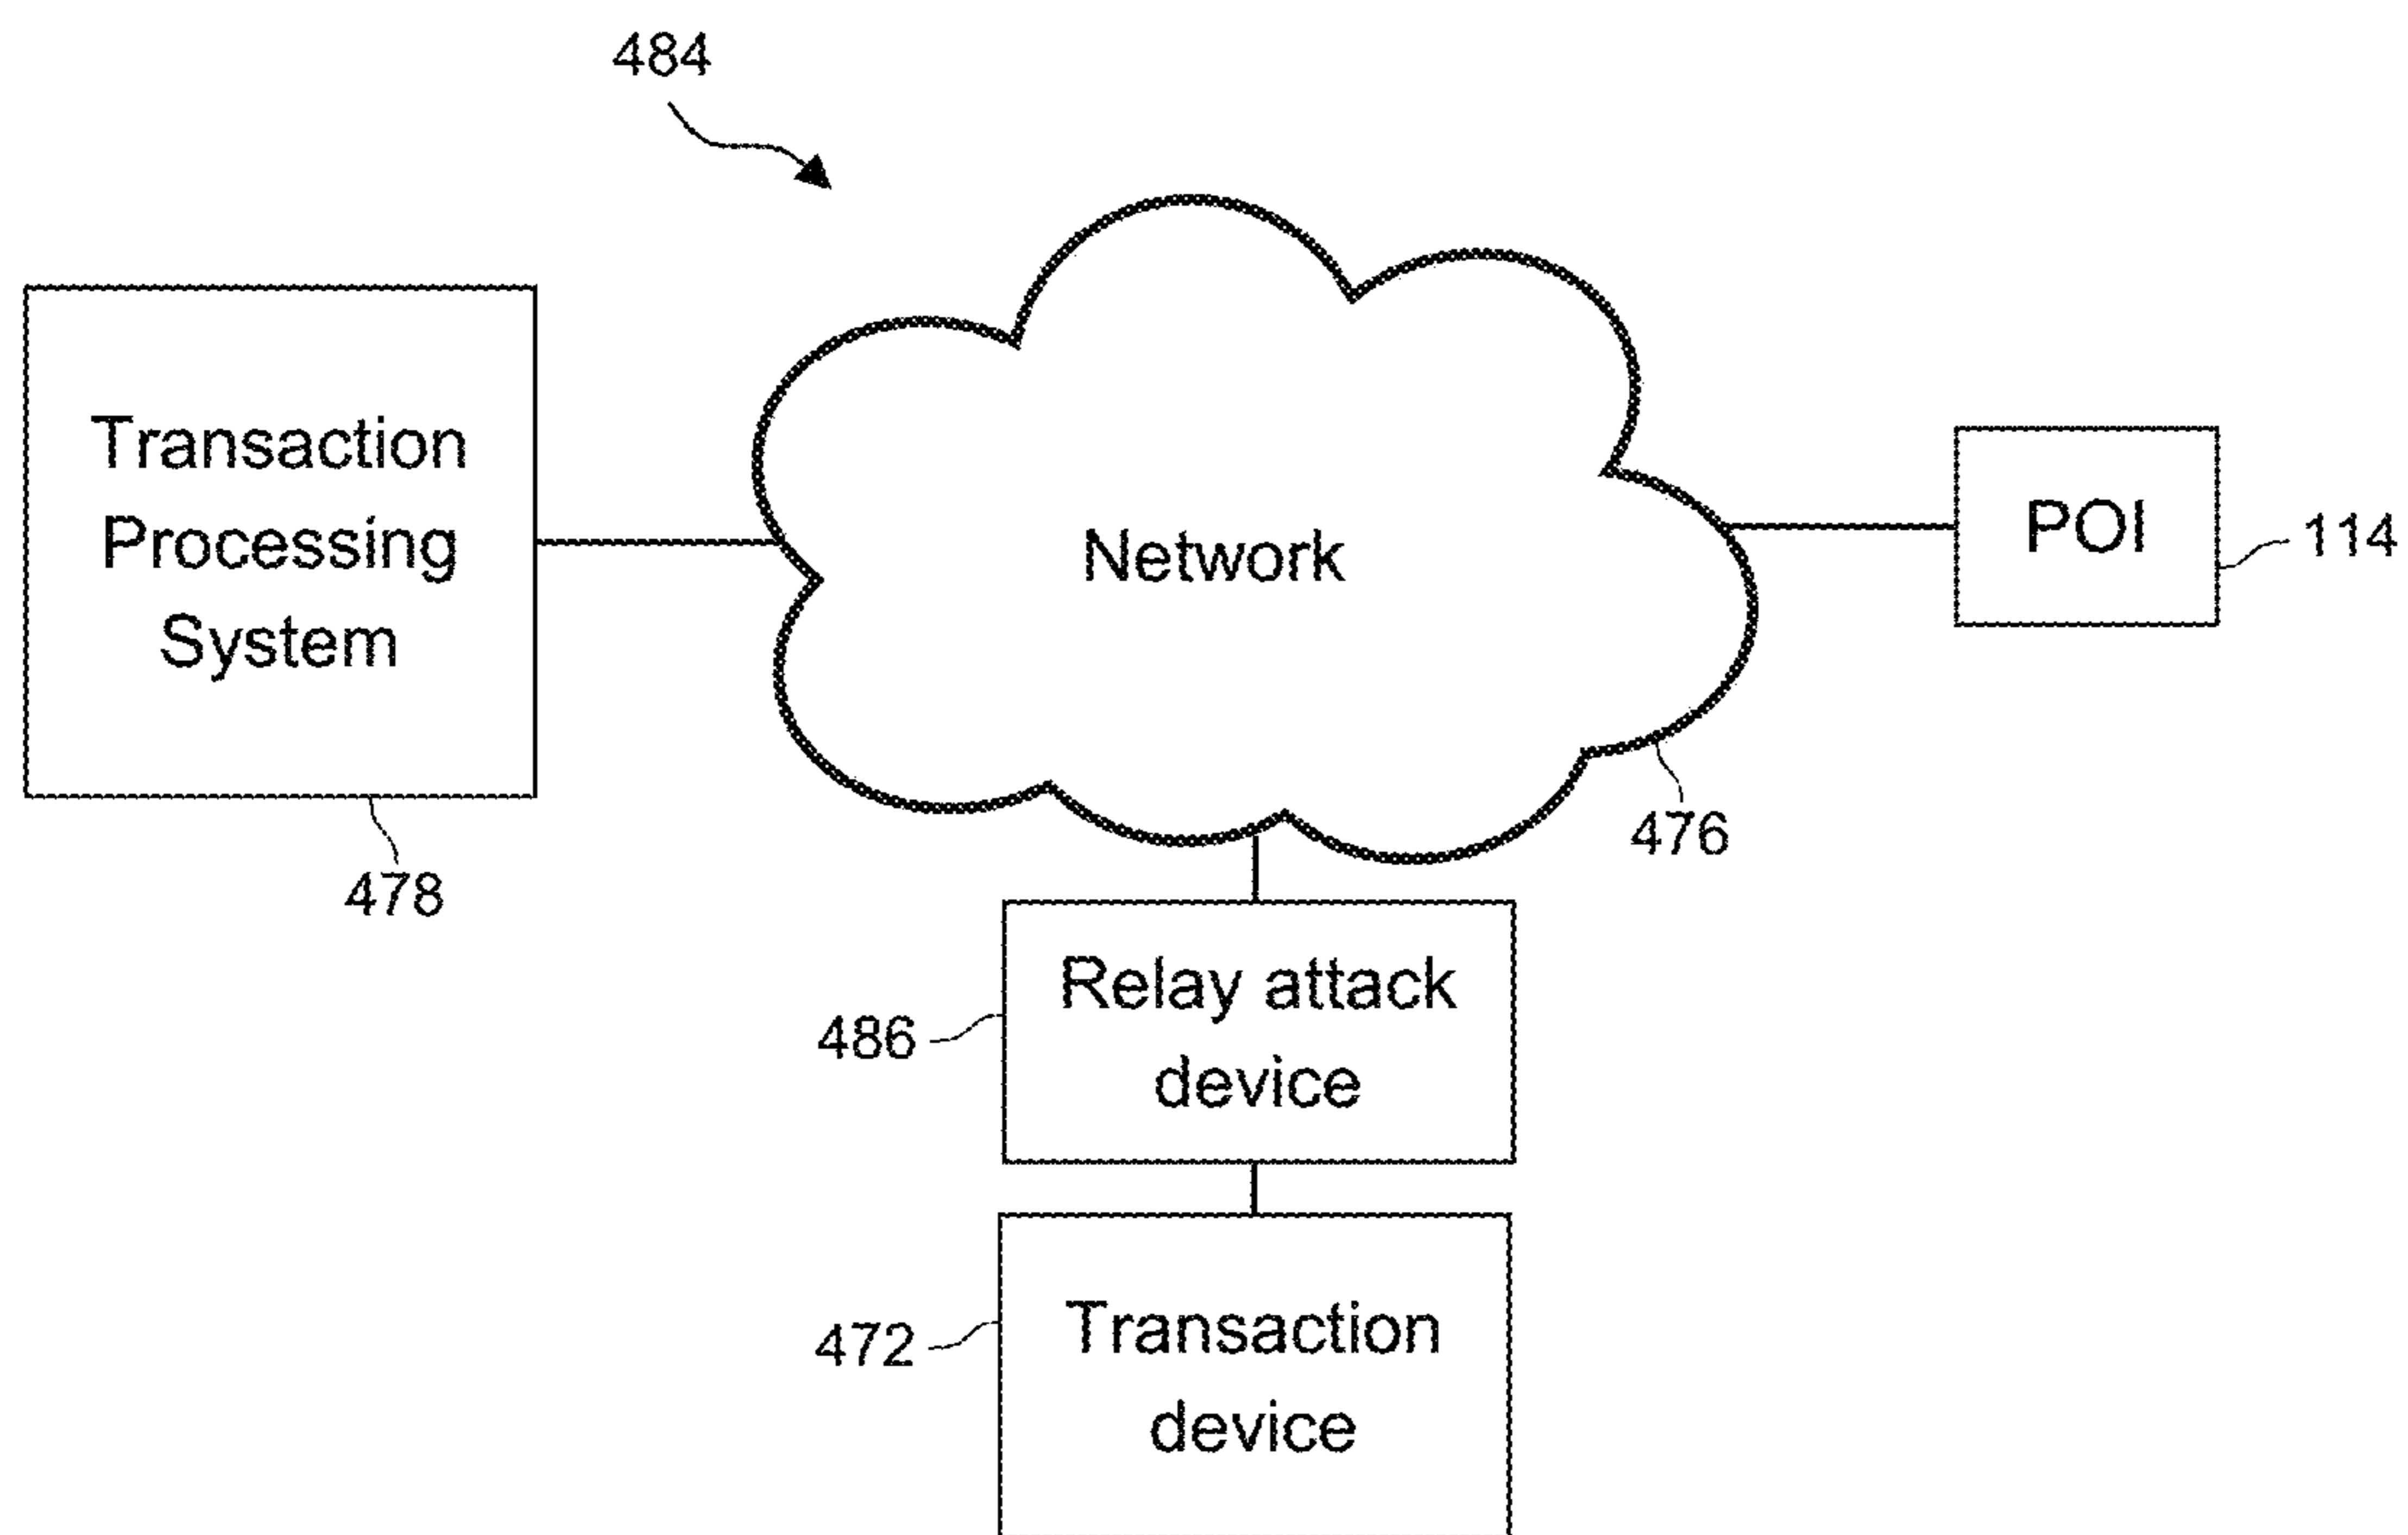 484
Transaction
Processing
System
478
Network
476
POI
114
Relay attack
device
486
Transaction
device
472